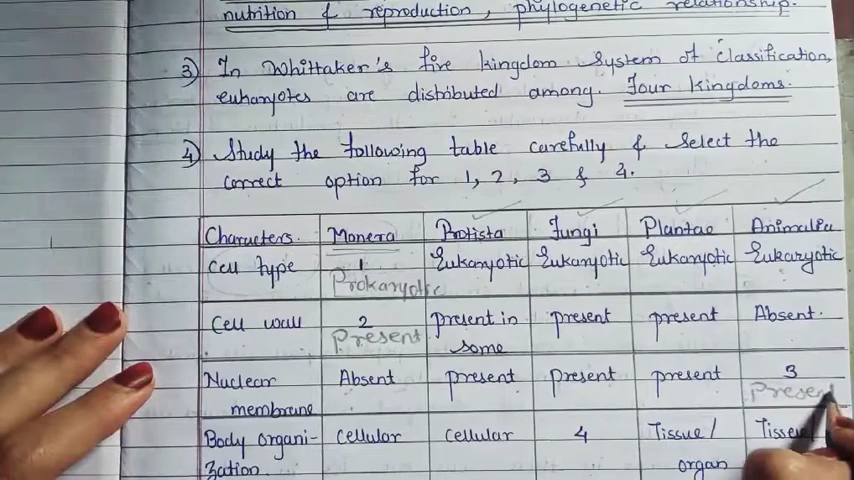 nutrition & reproduction, phylogenetic relationship.
3) In Whittaker's five kingdom system of classification,
eukaryotes are distributed among. Four kingdoms.
4) Study the following table carefully & select the
correct option for 1, 2, 3 & 4.
Characters. Monera Protista Fungi Plantae Animalia
Cell type 1 Prokaryotic Eukaryotic Eukaryotic Eukaryotic Eukaryotic
Cell wall 2 Present present in some present present Absent.
Nuclear membrane Absent present present present 3 Presen
Body organi-zation. cellular cellular 4 Tissue/ organ Tissue/